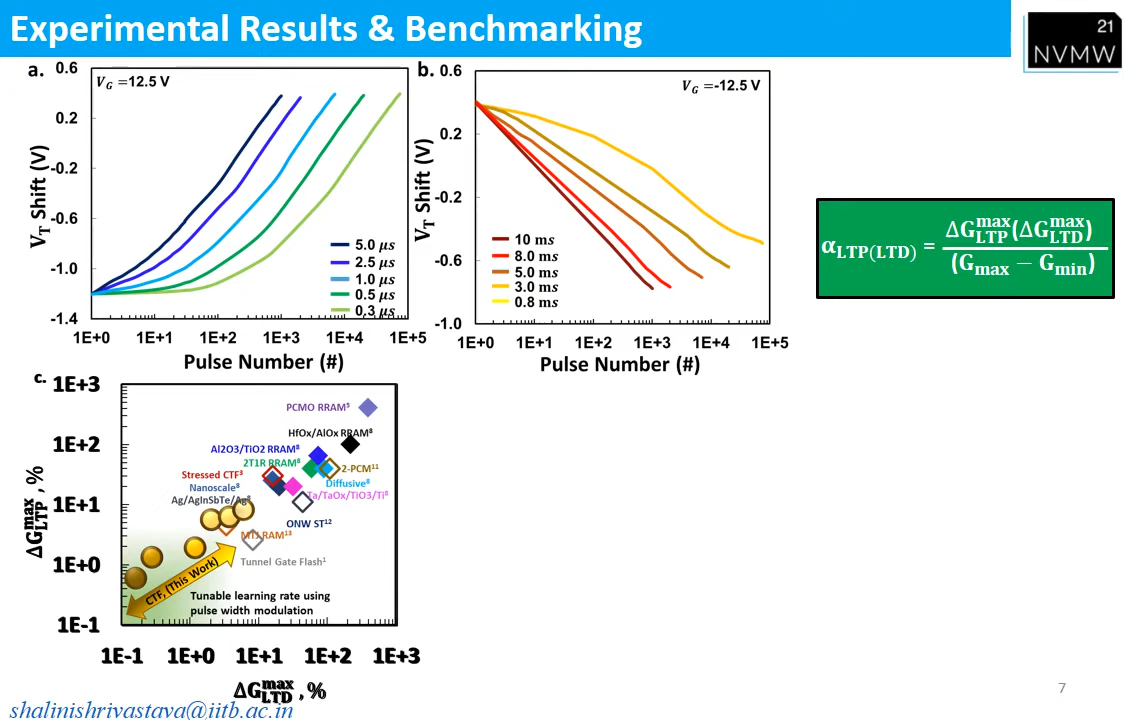 Experimental Results & Benchmarking
21
NVMW
a.
0.6
0.2
-0.2
-0.6
-1.0
-1.4
V_T Shift (V)
V_G =12.5 V
5.0 μs
2.5 μs
1.0 μs
0.5 μs
0.3 μs
1E+0 1E+1 1E+2 1E+3 1E+4 1E+5
Pulse Number (#)
b.
0.6
0.2
-0.2
-0.6
-1.0
V_T Shift (V)
V_G =-12.5 V
10 ms
8.0 ms
5.0 ms
3.0 ms
0.8 ms
1E+0 1E+1 1E+2 1E+3 1E+4 1E+5
Pulse Number (#)
α_LTP(LTD) = ΔG_LTP^max (ΔG_LTD^max) / (G_max − G_min)
c.
1E+3
1E+2
1E+1
1E+0
1E-1
ΔG_LTP^max , %
PCMO RRAM⁵
HfOx/AlOx RRAM⁸
Al2O3/TiO2 RRAM⁸
2T1R RRAM⁸
2-PCM¹¹
Stressed CTF³
Diffusive⁸
Nanoscale⁸
Ta/TaOx/TiO3/Ti⁸
Ag/AgInSbTe/Ag⁸
ONW ST¹²
MTJ RAM¹³
Tunnel Gate Flash¹
CTF, (This Work)
Tunable learning rate using
pulse width modulation
1E-1 1E+0 1E+1 1E+2 1E+3
ΔG_LTD^max , %
shalinishrivastava@iitb.ac.in
7